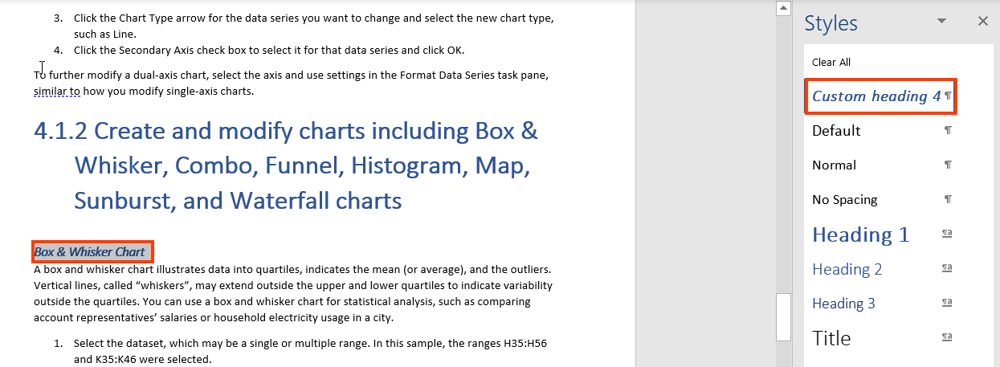 3. Click the Chart Type arrow for the data series you want to change and select the new chart type,
such as Line.
4. Click the Secondary Axis check box to select it for that data series and click OK.
To further modify a dual-axis chart, select the axis and use settings in the Format Data Series task pane,
similar to how you modify single-axis charts.
4.1.2 Create and modify charts including Box &
Whisker, Combo, Funnel, Histogram, Map,
Sunburst, and Waterfall charts
Box & Whisker Chart
A box and whisker chart illustrates data into quartiles, indicates the mean (or average), and the outliers.
Vertical lines, called “whiskers”, may extend outside the upper and lower quartiles to indicate variability
outside the quartiles. You can use a box and whisker chart for statistical analysis, such as comparing
account representatives’ salaries or household electricity usage in a city.
1. Select the dataset, which may be a single or multiple range. In this sample, the ranges H35:H56
and K35:K46 were selected.
Styles
Clear All
Custom heading 4 ¶
Default ¶
Normal ¶
No Spacing ¶
Heading 1 ¶a
Heading 2 ¶a
Heading 3 ¶a
Title ¶a